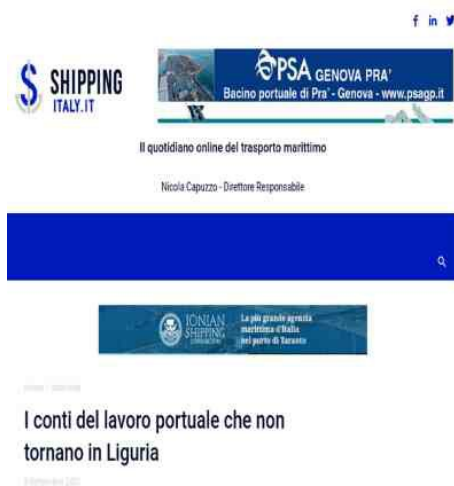 SHIPPING
ITALY.IT
PSA GENOVA PRA'
Bacino portuale di Pra' - Genova - www.psagp.it
Il quotidiano online del trasporto marittimo
Nicola Capuzzo - Direttore Responsabile
IONIAN
SHIPPING
La più grande agenzia
marittima d'Italia
nel porto di Taranto
I conti del lavoro portuale che non
tornano in Liguria